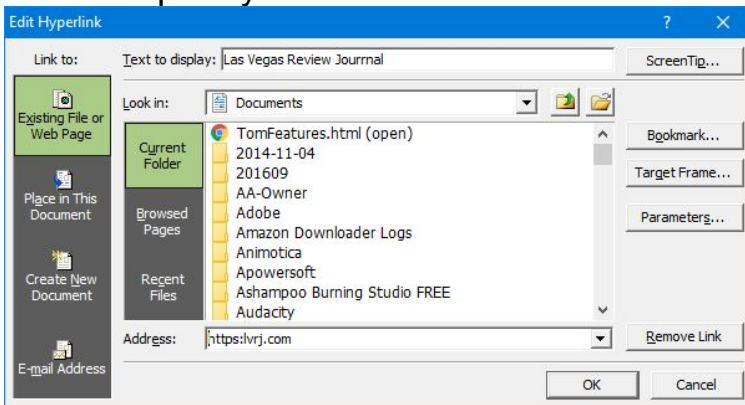 Edit Hyperlink ? ✕
Link to:
Text to display: Las Vegas Review Jourrnal
ScreenTip...
Existing File or
Web Page
Place in This
Document
Create New
Document
E-mail Address
Look in: Documents
Current
Folder
Browsed
Pages
Recent
Files
TomFeatures.html (open)
2014-11-04
201609
AA-Owner
Adobe
Amazon Downloader Logs
Animotica
Apowersoft
Ashampoo Burning Studio FREE
Audacity
Bookmark...
Target Frame...
Parameters...
Address: https:lvrj.com
Remove Link
OK
Cancel